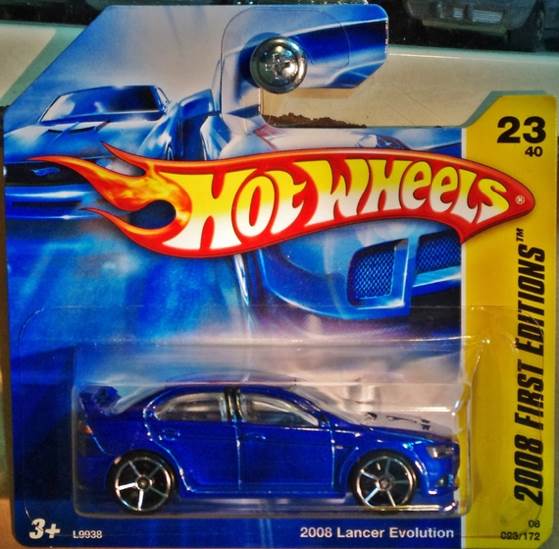 23
40
HOT WHEELS®
2008 FIRST EDITIONS™
3+
L9938
2008 Lancer Evolution
08
023/172